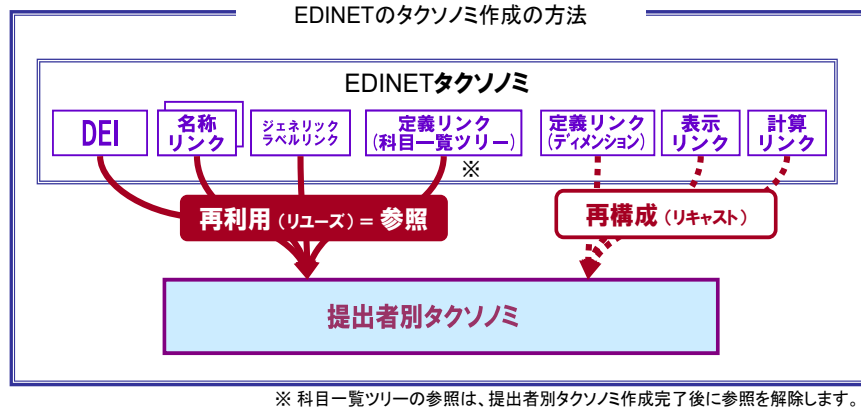 EDINETのタクソノミ作成の方法
EDINETタクソノミ
DEI
名称
リンク
ジェネリック
ラベルリンク
定義リンク
(科目一覧ツリー)
定義リンク
(ディメンション)
表示
リンク
計算
リンク
※
再利用(リユーズ)=参照
再構成(リキャスト)
提出者別タクソノミ
※ 科目一覧ツリーの参照は、提出者別タクソノミ作成完了後に参照を解除します。